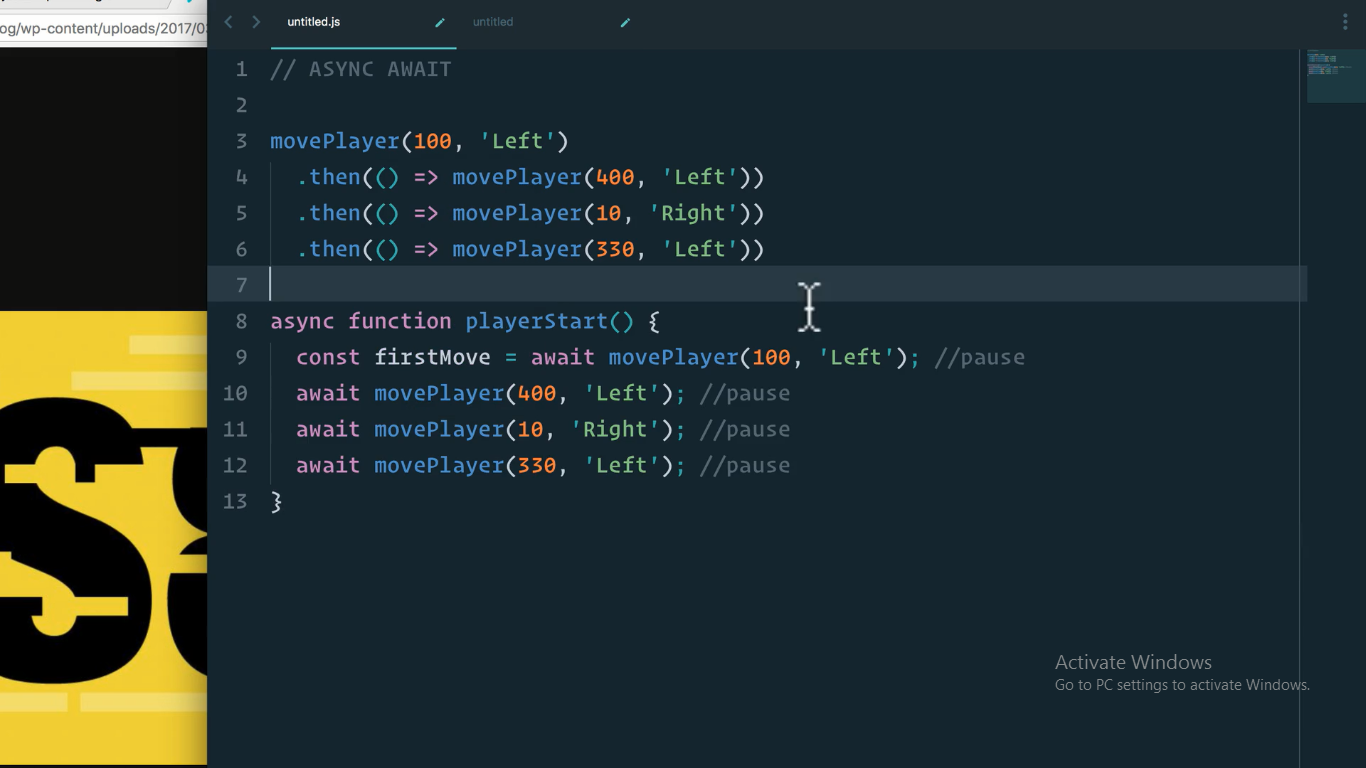 og/wp-content/uploads/2017/03
untitled.js
untitled
1 // ASYNC AWAIT
2
3 movePlayer(100, 'Left')
4 .then(() => movePlayer(400, 'Left'))
5 .then(() => movePlayer(10, 'Right'))
6 .then(() => movePlayer(330, 'Left'))
7
8 async function playerStart() {
9 const firstMove = await movePlayer(100, 'Left'); //pause
10 await movePlayer(400, 'Left'); //pause
11 await movePlayer(10, 'Right'); //pause
12 await movePlayer(330, 'Left'); //pause
13 }
Activate Windows
Go to PC settings to activate Windows.